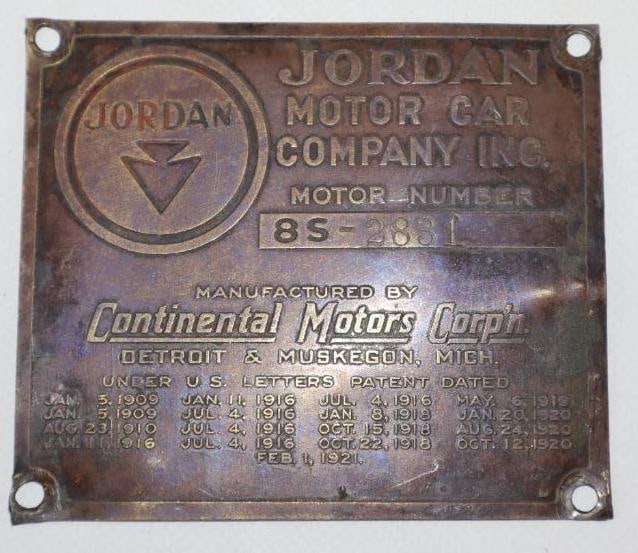 JORDAN
JORDAN
MOTOR CAR
COMPANY INC.
MOTOR NUMBER
8S-2831
MANUFACTURED BY
Continental Motors Corp'n.
DETROIT & MUSKEGON, MICH.
UNDER U.S. LETTERS PATENT DATED
JAN. 5, 1909 JAN. 11, 1916 JUL. 4, 1916 MAY. 6, 1919
JAN. 5, 1909 JUL. 4, 1916 JAN. 8, 1918 JAN. 20, 1920
AUG. 23, 1910 JUL. 4, 1916 OCT. 15, 1918 AUG. 24, 1920
JAN. 11, 1916 JUL. 4, 1916 OCT. 22, 1918 OCT. 12, 1920
FEB. 1, 1921.